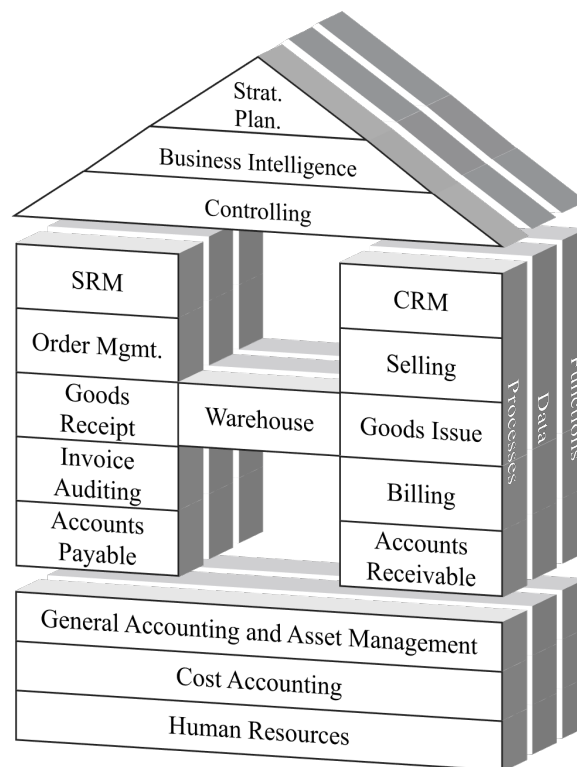 Strat.
Plan.
Business Intelligence
Controlling
SRM
Order Mgmt.
Goods
Receipt
Invoice
Auditing
Accounts
Payable
Warehouse
CRM
Selling
Goods Issue
Billing
Accounts
Receivable
Processes
Data
Functions
General Accounting and Asset Management
Cost Accounting
Human Resources